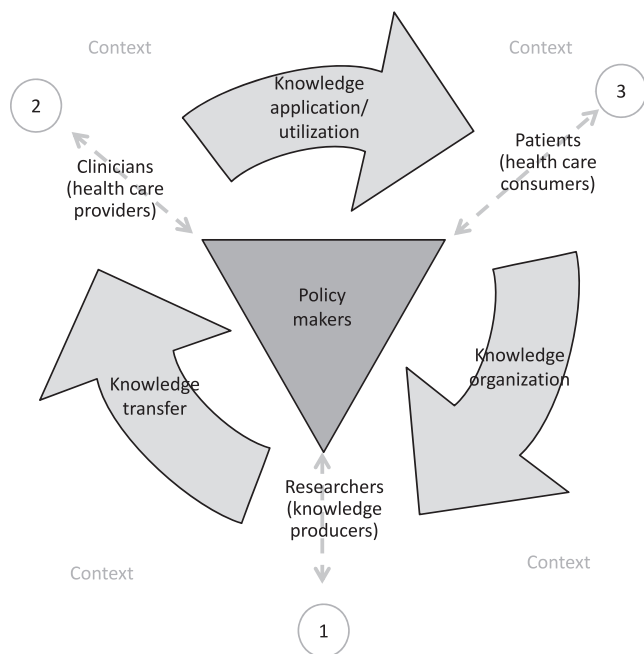 Context
Context
2
3
Knowledge
application/
utilization
Patients
(health care
consumers)
Clinicians
(health care
providers)
Policy
makers
Knowledge
organization
Knowledge
transfer
Researchers
(knowledge
producers)
Context
Context
1